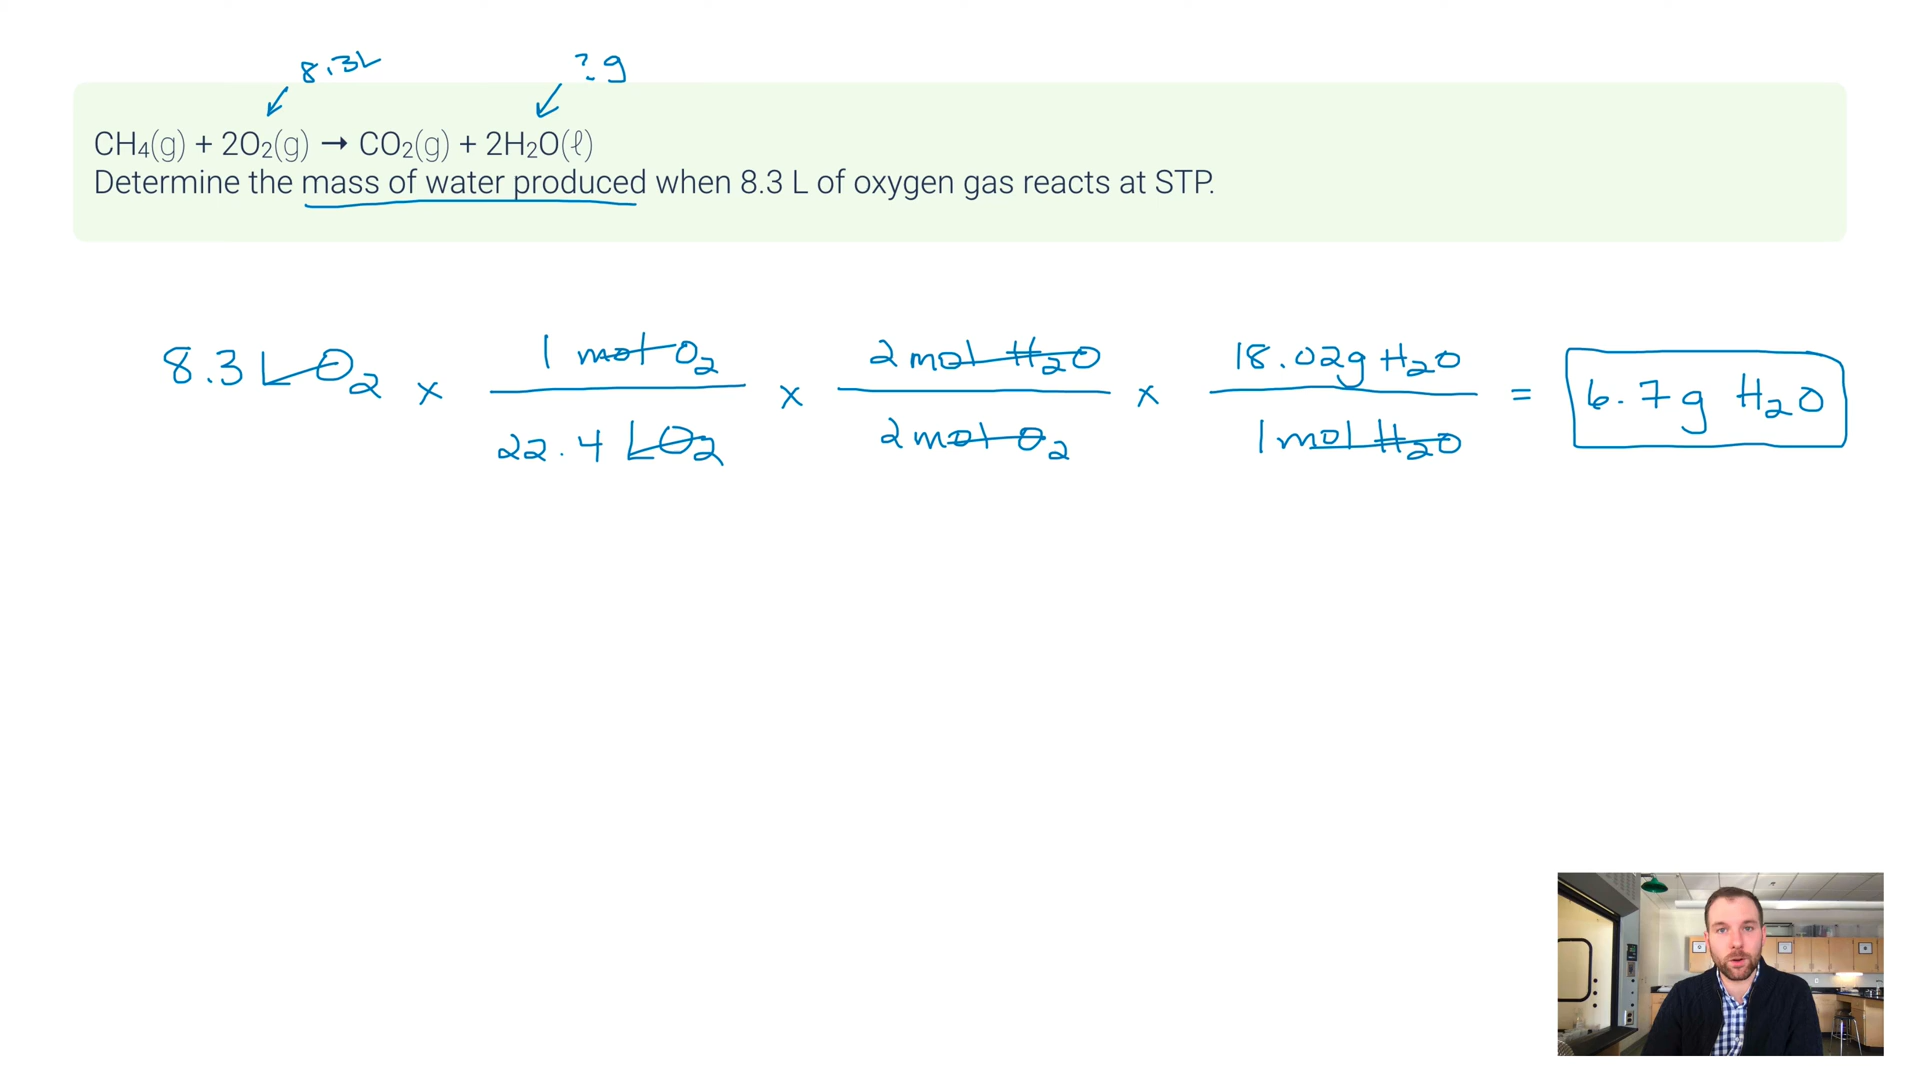 8.3L ? g
CH₄(g) + 2O₂(g) → CO₂(g) + 2H₂O(ℓ)
Determine the mass of water produced when 8.3 L of oxygen gas reacts at STP.
1 mol O₂ 2 mol H₂O 18.02g H₂O
8.3 L O₂ × × × = 6.7g H₂O
22.4 L O₂ 2 mol O₂ 1 mol H₂O